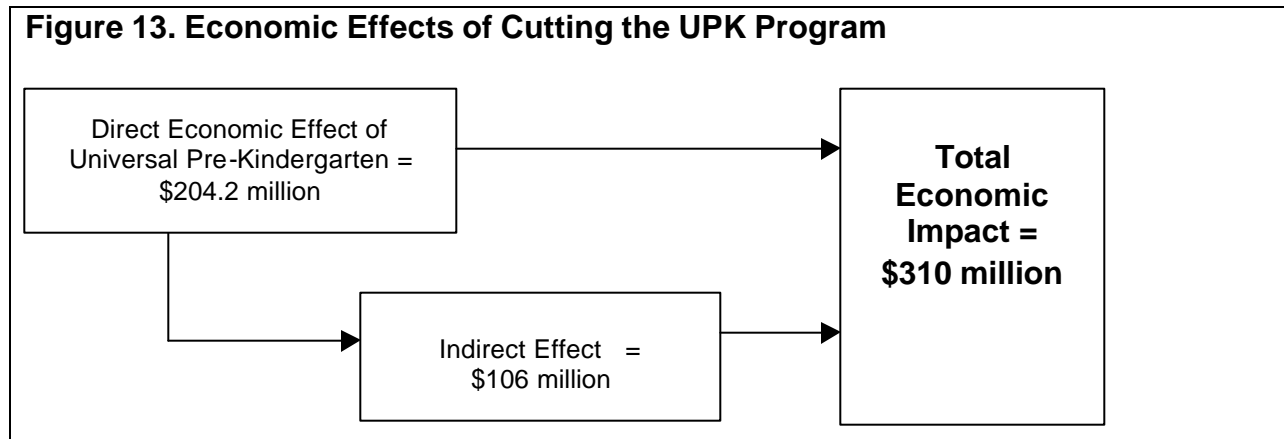 Figure 13. Economic Effects of Cutting the UPK Program
Direct Economic Effect of
Universal Pre-Kindergarten =
$204.2 million
Total
Economic
Impact =
$310 million
Indirect Effect =
$106 million